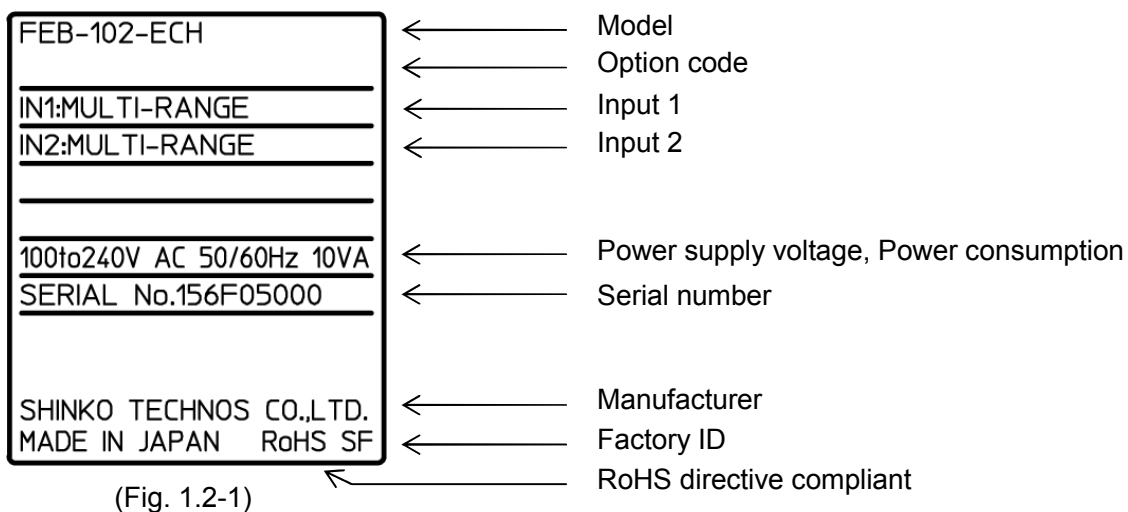 FEB-102-ECH
Model
Option code
IN1:MULTI-RANGE
Input 1
IN2:MULTI-RANGE
Input 2
100to240V AC 50/60Hz 10VA
Power supply voltage, Power consumption
SERIAL No.156F05000
Serial number
SHINKO TECHNOS CO.,LTD.
Manufacturer
MADE IN JAPAN RoHS SF
Factory ID
RoHS directive compliant
(Fig. 1.2-1)